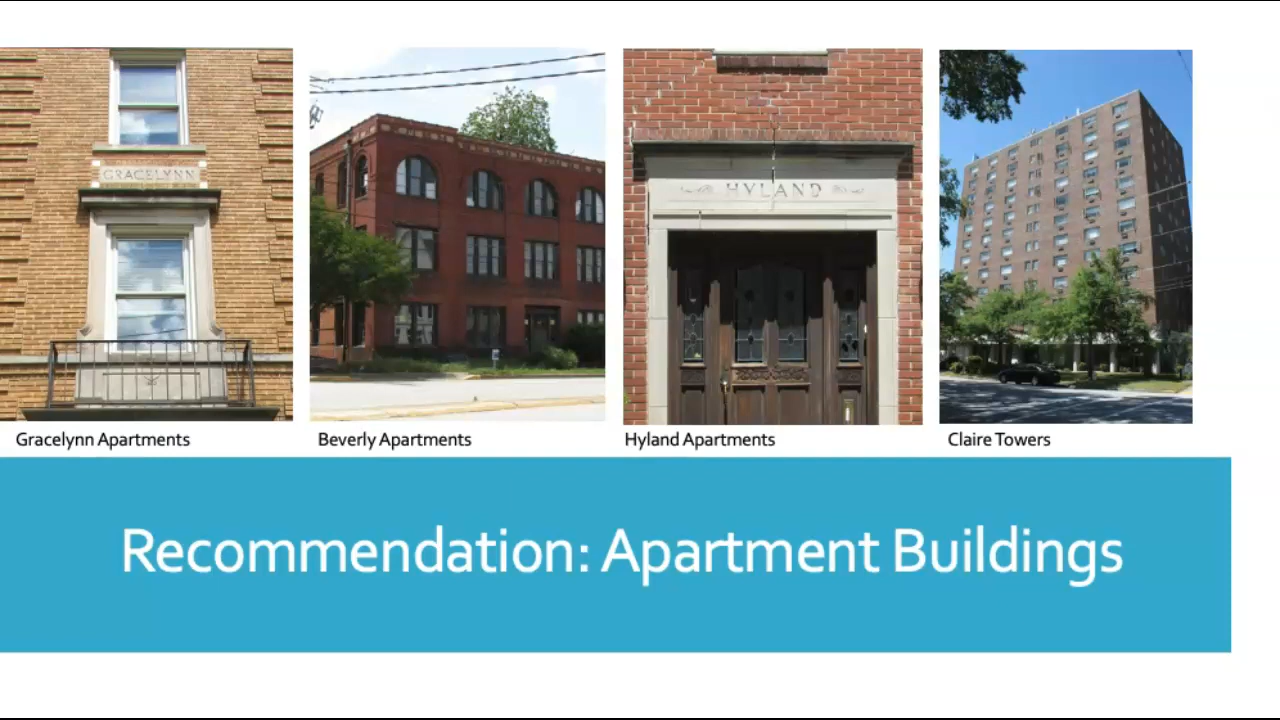 GRACELYNN
HYLAND
Gracelynn Apartments
Beverly Apartments
Hyland Apartments
Claire Towers
Recommendation: Apartment Buildings